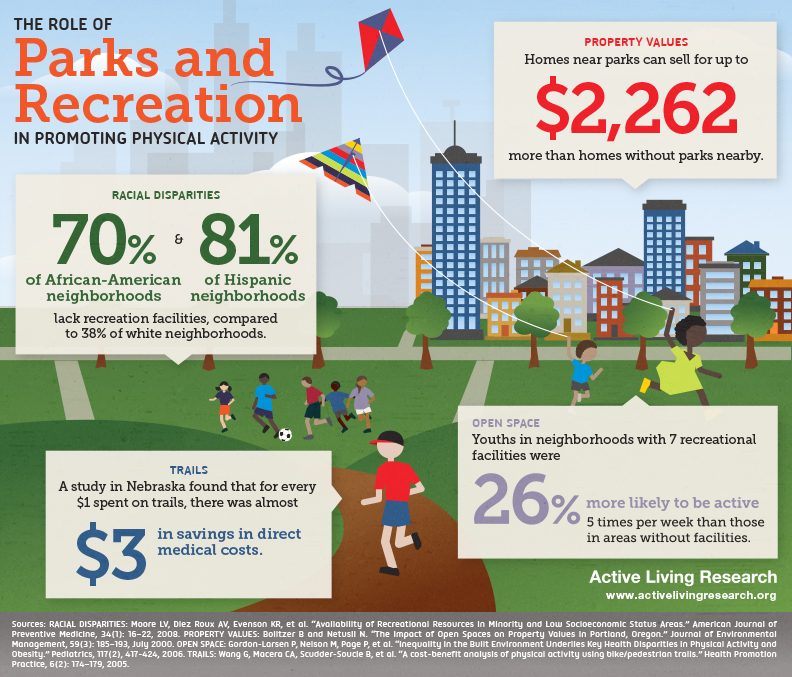 THE ROLE OF
Parks and
Recreation
IN PROMOTING PHYSICAL ACTIVITY
PROPERTY VALUES
Homes near parks can sell for up to
$2,262
more than homes without parks nearby.
RACIAL DISPARITIES
70% & 81%
of African-American neighborhoods
of Hispanic neighborhoods
lack recreation facilities, compared
to 38% of white neighborhoods.
OPEN SPACE
Youths in neighborhoods with 7 recreational
facilities were
26% more likely to be active
5 times per week than those
in areas without facilities.
TRAILS
A study in Nebraska found that for every
$1 spent on trails, there was almost
$3 in savings in direct
medical costs.
Active Living Research
www.activelivingresearch.org
Sources: RACIAL DISPARITIES: Moore LV, Diez Roux AV, Evenson KR, et al. "Availability of Recreational Resources in Minority and Low Socioeconomic Status Areas." American Journal of
Preventive Medicine, 34(1): 16–22, 2008. PROPERTY VALUES: Bolitzer B and Netusil N. "The Impact of Open Spaces on Property Values in Portland, Oregon." Journal of Environmental
Management, 59(3): 185–193, July 2000. OPEN SPACE: Gordon-Larsen P, Nelson M, Page P, et al. "Inequality in the Built Environment Underlies Key Health Disparities in Physical Activity and
Obesity." Pediatrics, 117(2), 417-424, 2006. TRAILS: Wang G, Macera CA, Scudder-Soucie B, et al. "A cost-benefit analysis of physical activity using bike/pedestrian trails." Health Promotion
Practice, 6(2): 174–179, 2005.